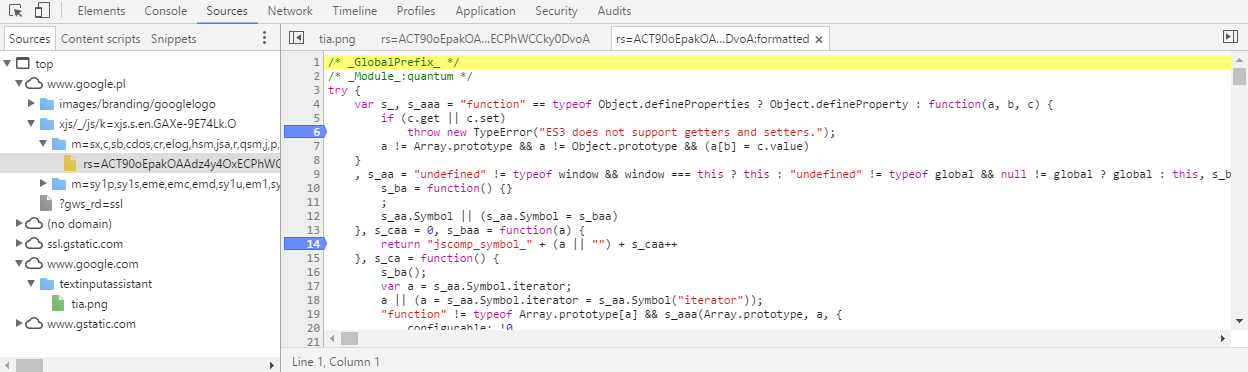 Elements Console Sources Network Timeline Profiles Application Security Audits
Sources Content scripts Snippets
top
www.google.pl
images/branding/googlelogo
xjs/_/js/k=xjs.s.en.GAXe-9E74Lk.O
m=sx,c,sb,cdos,cr,elog,hsm,jsa,r,qsm,j,p,
rs=ACT90oEpakOAAdz4y4OxECPhWC
m=sy1p,sy1s,eme,emc,emd,sy1u,em1,sy
?gws_rd=ssl
(no domain)
ssl.gstatic.com
www.google.com
textinputassistant
tia.png
www.gstatic.com
tia.png rs=ACT90oEpakOA...ECPhWCCky0DvoA rs=ACT90oEpakOA...DvoA:formatted ×
1 /* _GlobalPrefix_ */
2 /* _Module_:quantum */
3 try {
4 var s_, s_aaa = "function" == typeof Object.defineProperties ? Object.defineProperty : function(a, b, c) {
5 if (c.get || c.set)
6 throw new TypeError("ES3 does not support getters and setters.");
7 a != Array.prototype && a != Object.prototype && (a[b] = c.value)
8 }
9 , s_aa = "undefined" != typeof window && window === this ? this : "undefined" != typeof global && null != global ? global : this, s_b
10 s_ba = function() {}
11 ;
12 s_aa.Symbol || (s_aa.Symbol = s_baa)
13 }, s_caa = 0, s_baa = function(a) {
14 return "jscomp_symbol_" + (a || "") + s_caa++
15 }, s_ca = function() {
16 s_ba();
17 var a = s_aa.Symbol.iterator;
18 a || (a = s_aa.Symbol.iterator = s_aa.Symbol("iterator"));
19 "function" != typeof Array.prototype[a] && s_aaa(Array.prototype, a, {
20 configurable: !0
21
Line 1, Column 1